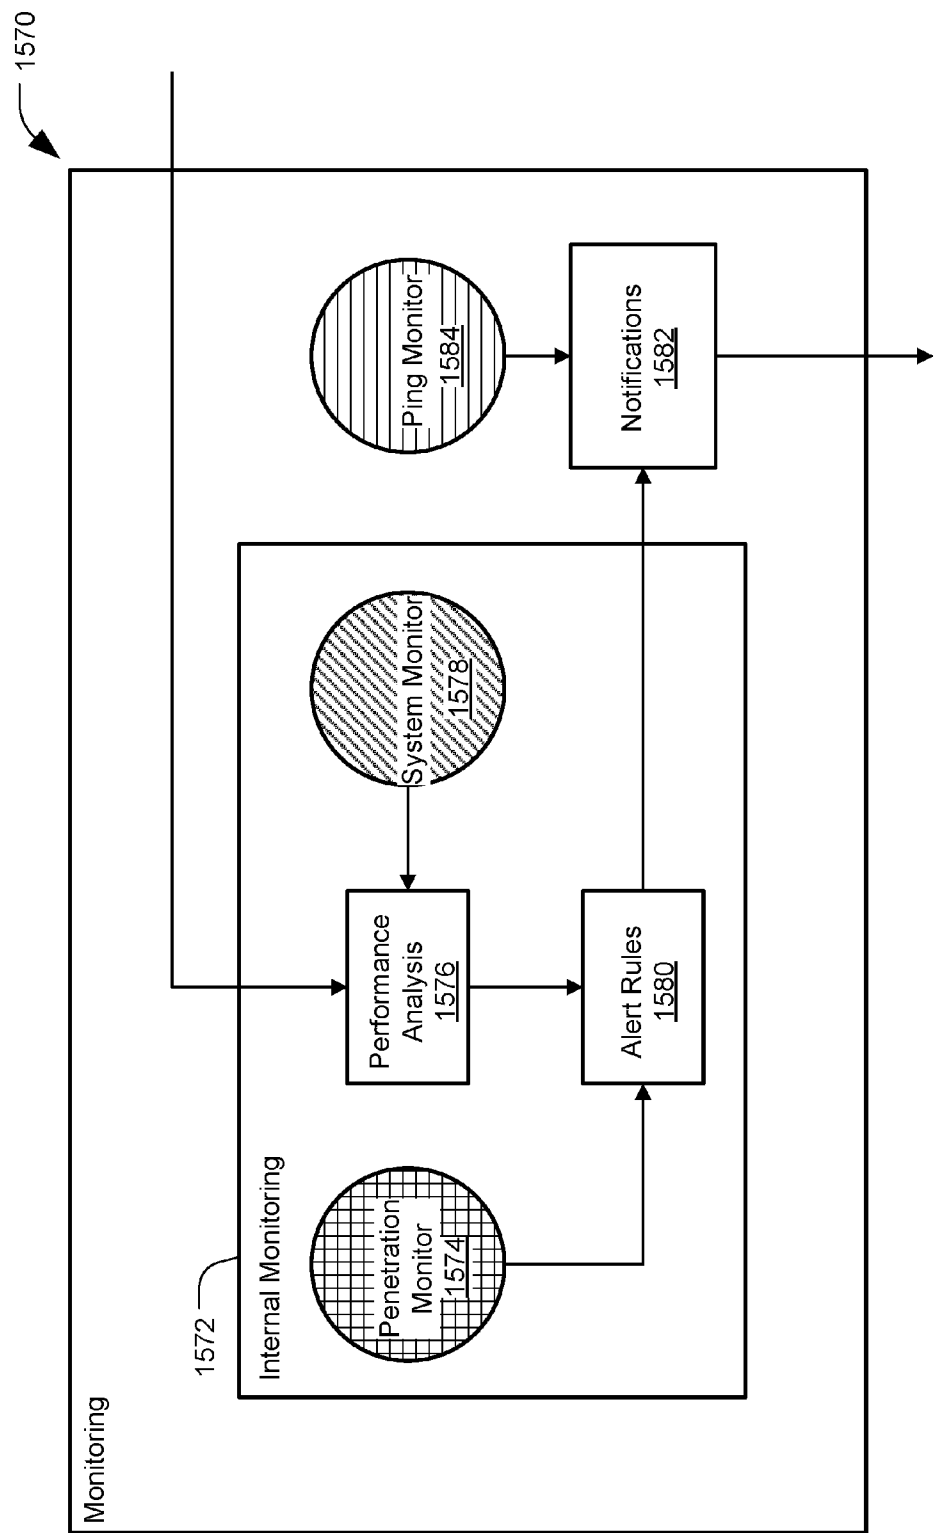 Monitoring
1570
1572
Internal Monitoring
Penetration
Monitor
1574
Performance
Analysis
1576
System Monitor
1578
Ping Monitor
1584
Alert Rules
1580
Notifications
1582